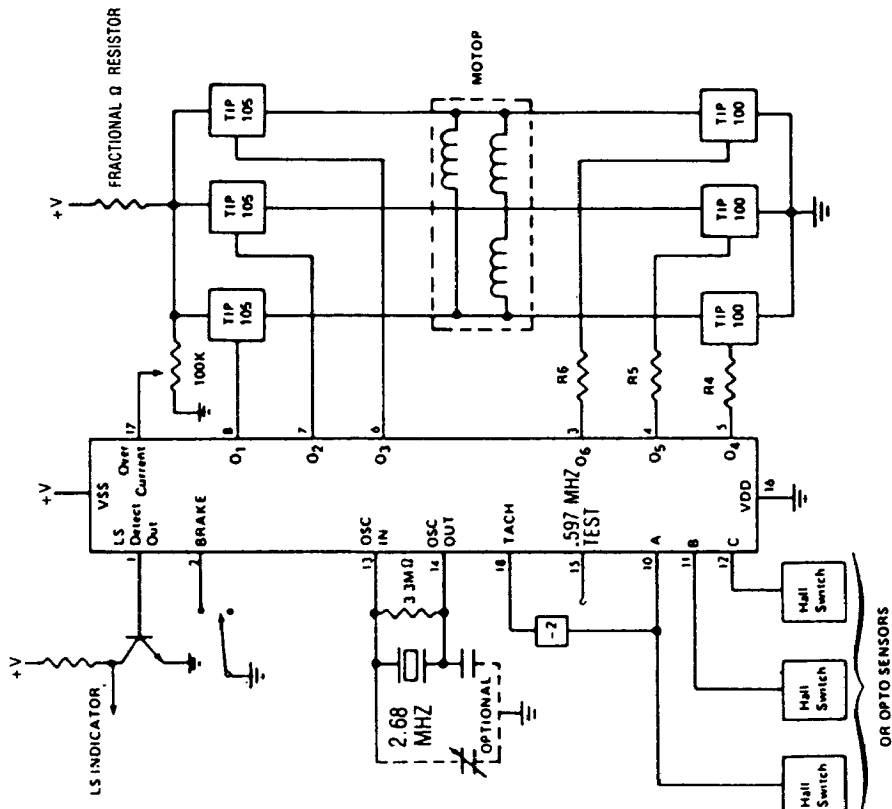 +V
FRACTIONAL Ω RESISTOR
TIP
105
TIP
105
TIP
105
100K
MOTOP
TIP
100
TIP
100
TIP
100
R6
R5
R4
+V
VSS
Over
Current
17
O1
8
O2
7
O3
6
O6
3
O5
4
O4
5
VDD
16
LS
Detect
Out
1
BRAKE
2
OSC
IN
13
OSC
OUT
14
TACH
18
.597 MHZ
TEST
15
A
10
B
11
C
12
+V
LS INDICATOR
3 3MΩ
2.68
MHZ
OPTIONAL
-2
Hall
Switch
Hall
Switch
Hall
Switch
OR OPTO SENSORS